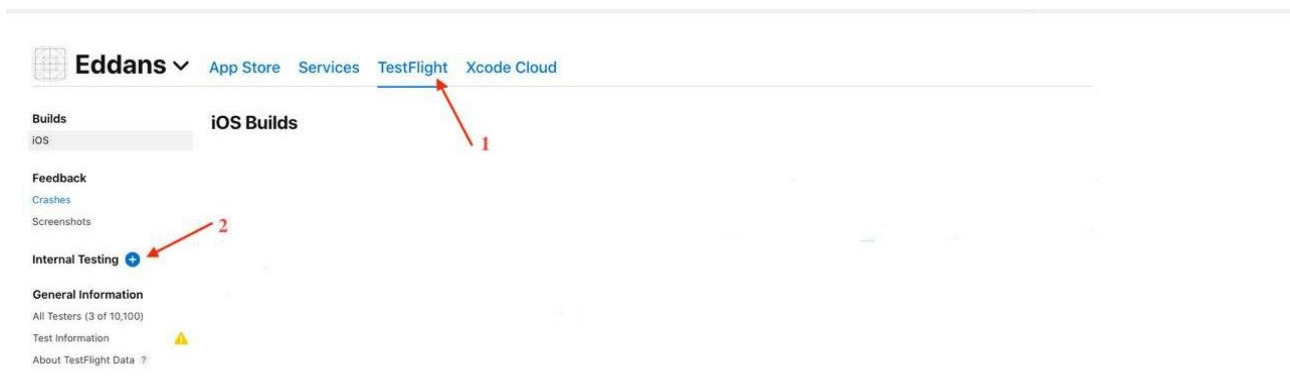 Eddans App Store Services TestFlight Xcode Cloud
Builds
iOS
iOS Builds
1
Feedback
Crashes
Screenshots
2
Internal Testing
General Information
All Testers (3 of 10,100)
Test Information
About TestFlight Data ?